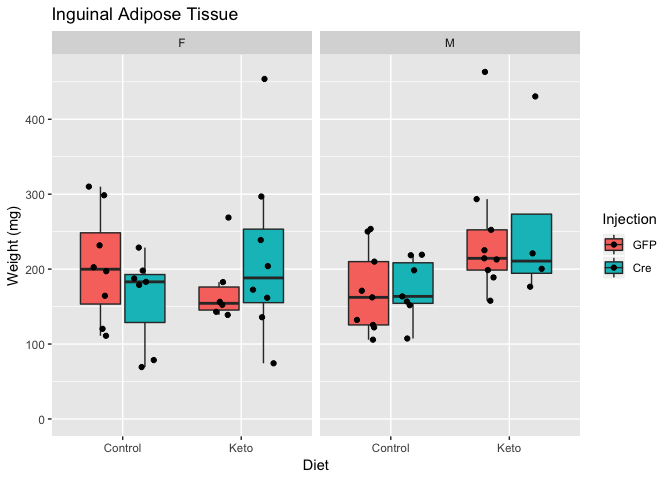 Inguinal Adipose Tissue
F
M
Weight (mg)
400
300
200
100
0
Control
Keto
Control
Keto
Diet
Injection
GFP
Cre